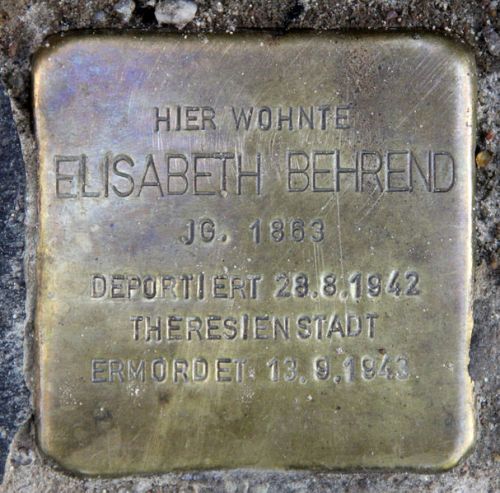 HIER WOHNTE
ELISABETH BEHREND
JG. 1863
DEPORTIERT 28.8.1942
THERESIENSTADT
ERMORDET 13.9.1943